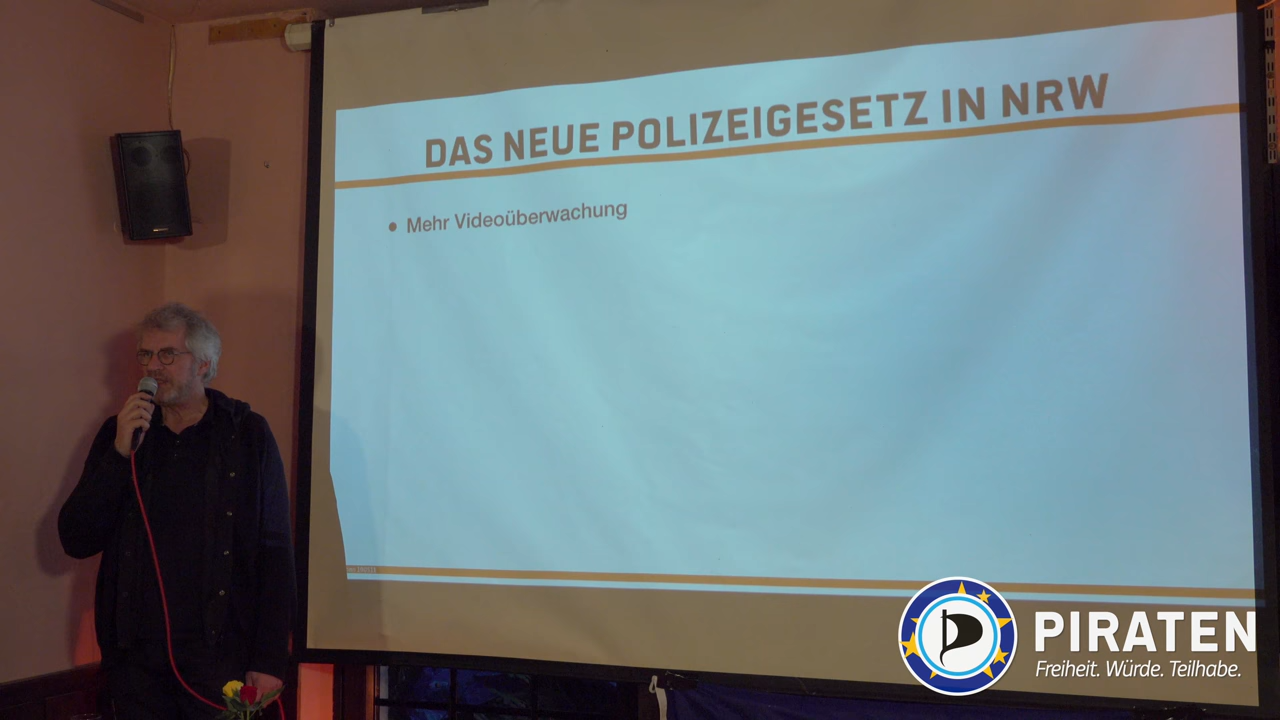 DAS NEUE POLIZEIGESETZ IN NRW
• Mehr Videoüberwachung
PIRATEN
Freiheit. Würde. Teilhabe.